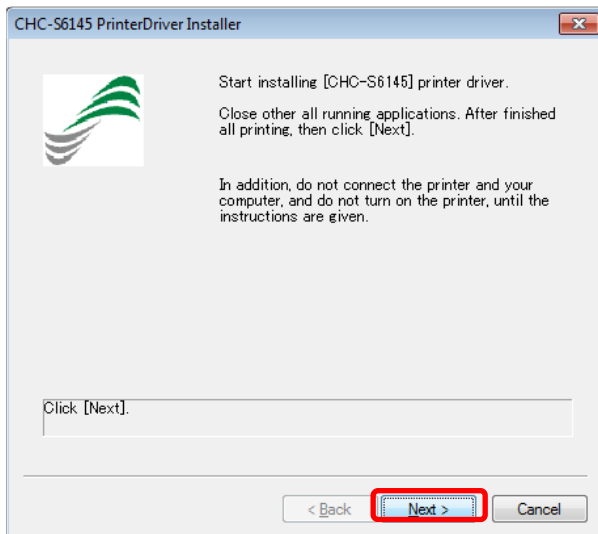 CHC-S6145 PrinterDriver Installer
Start installing [CHC-S6145] printer driver.
Close other all running applications. After finished
all printing, then click [Next].
In addition, do not connect the printer and your
computer, and do not turn on the printer, until the
instructions are given.
Click [Next].
< Back
Next >
Cancel